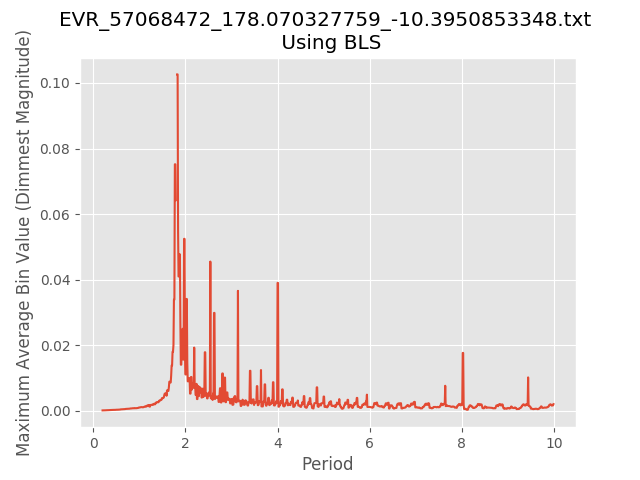 EVR_57068472_178.070327759_-10.3950853348.txt
Using BLS
Maximum Average Bin Value (Dimmest Magnitude)
0.10
0.08
0.06
0.04
0.02
0.00
0 2 4 6 8 10
Period